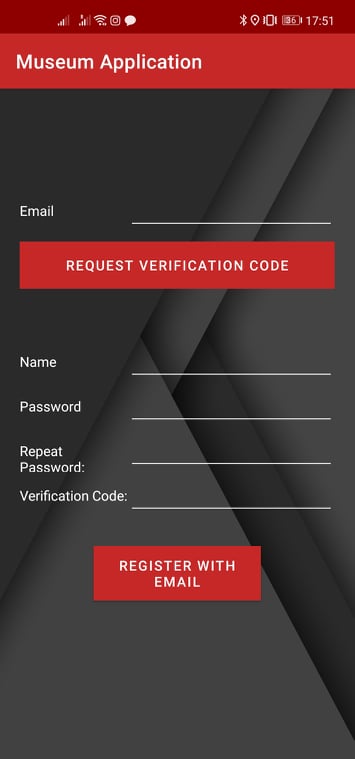 36 17:51
Museum Application
Email
REQUEST VERIFICATION CODE
Name
Password
Repeat
Password:
Verification Code:
REGISTER WITH
EMAIL